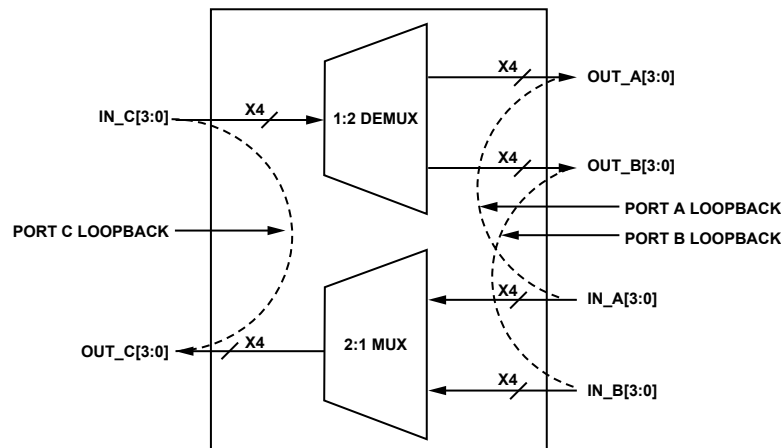 X4
OUT_A[3:0]
IN_C[3:0]
X4
1:2 DEMUX
X4
OUT_B[3:0]
PORT A LOOPBACK
PORT C LOOPBACK
PORT B LOOPBACK
X4
IN_A[3:0]
OUT_C[3:0]
X4
2:1 MUX
X4
IN_B[3:0]